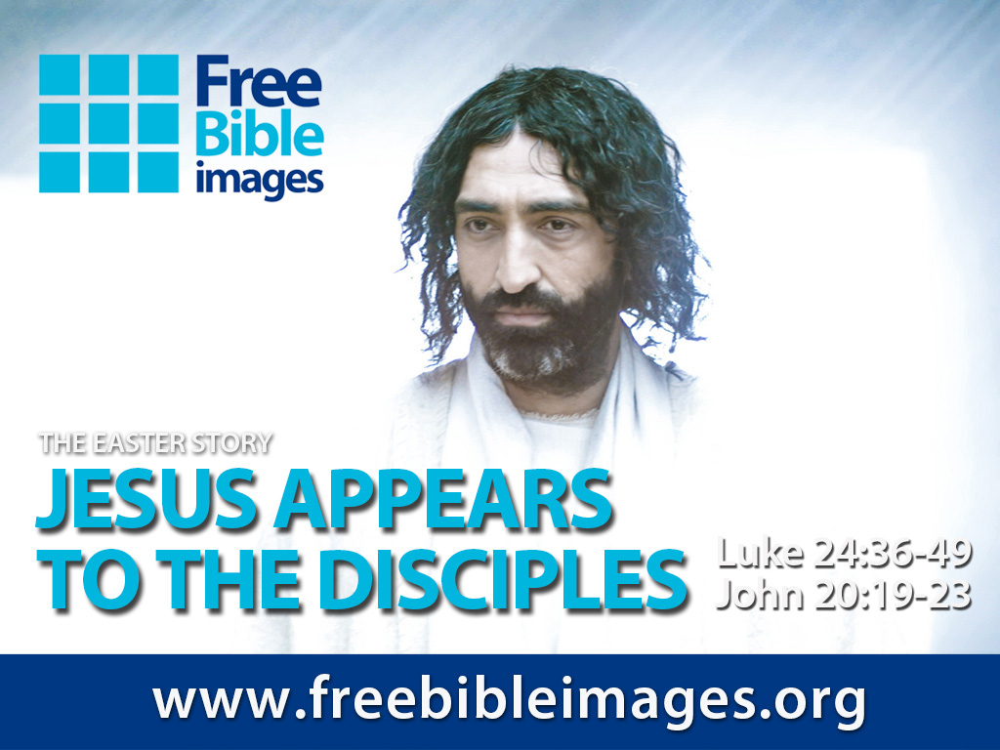 Free
Bible
images
THE EASTER STORY
JESUS APPEARS
TO THE DISCIPLES
Luke 24:36-49
John 20:19-23
www.freebibleimages.org